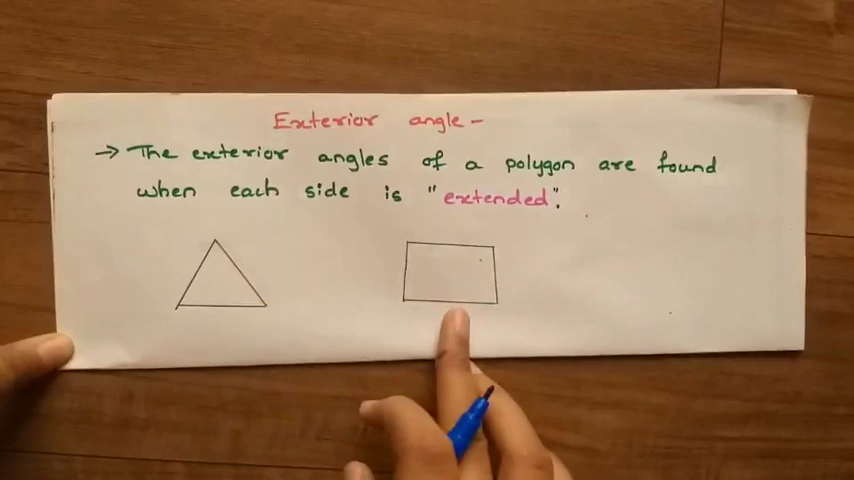 Exterior angle -
→ The exterior angles of a polygon are found
when each side is "extended".